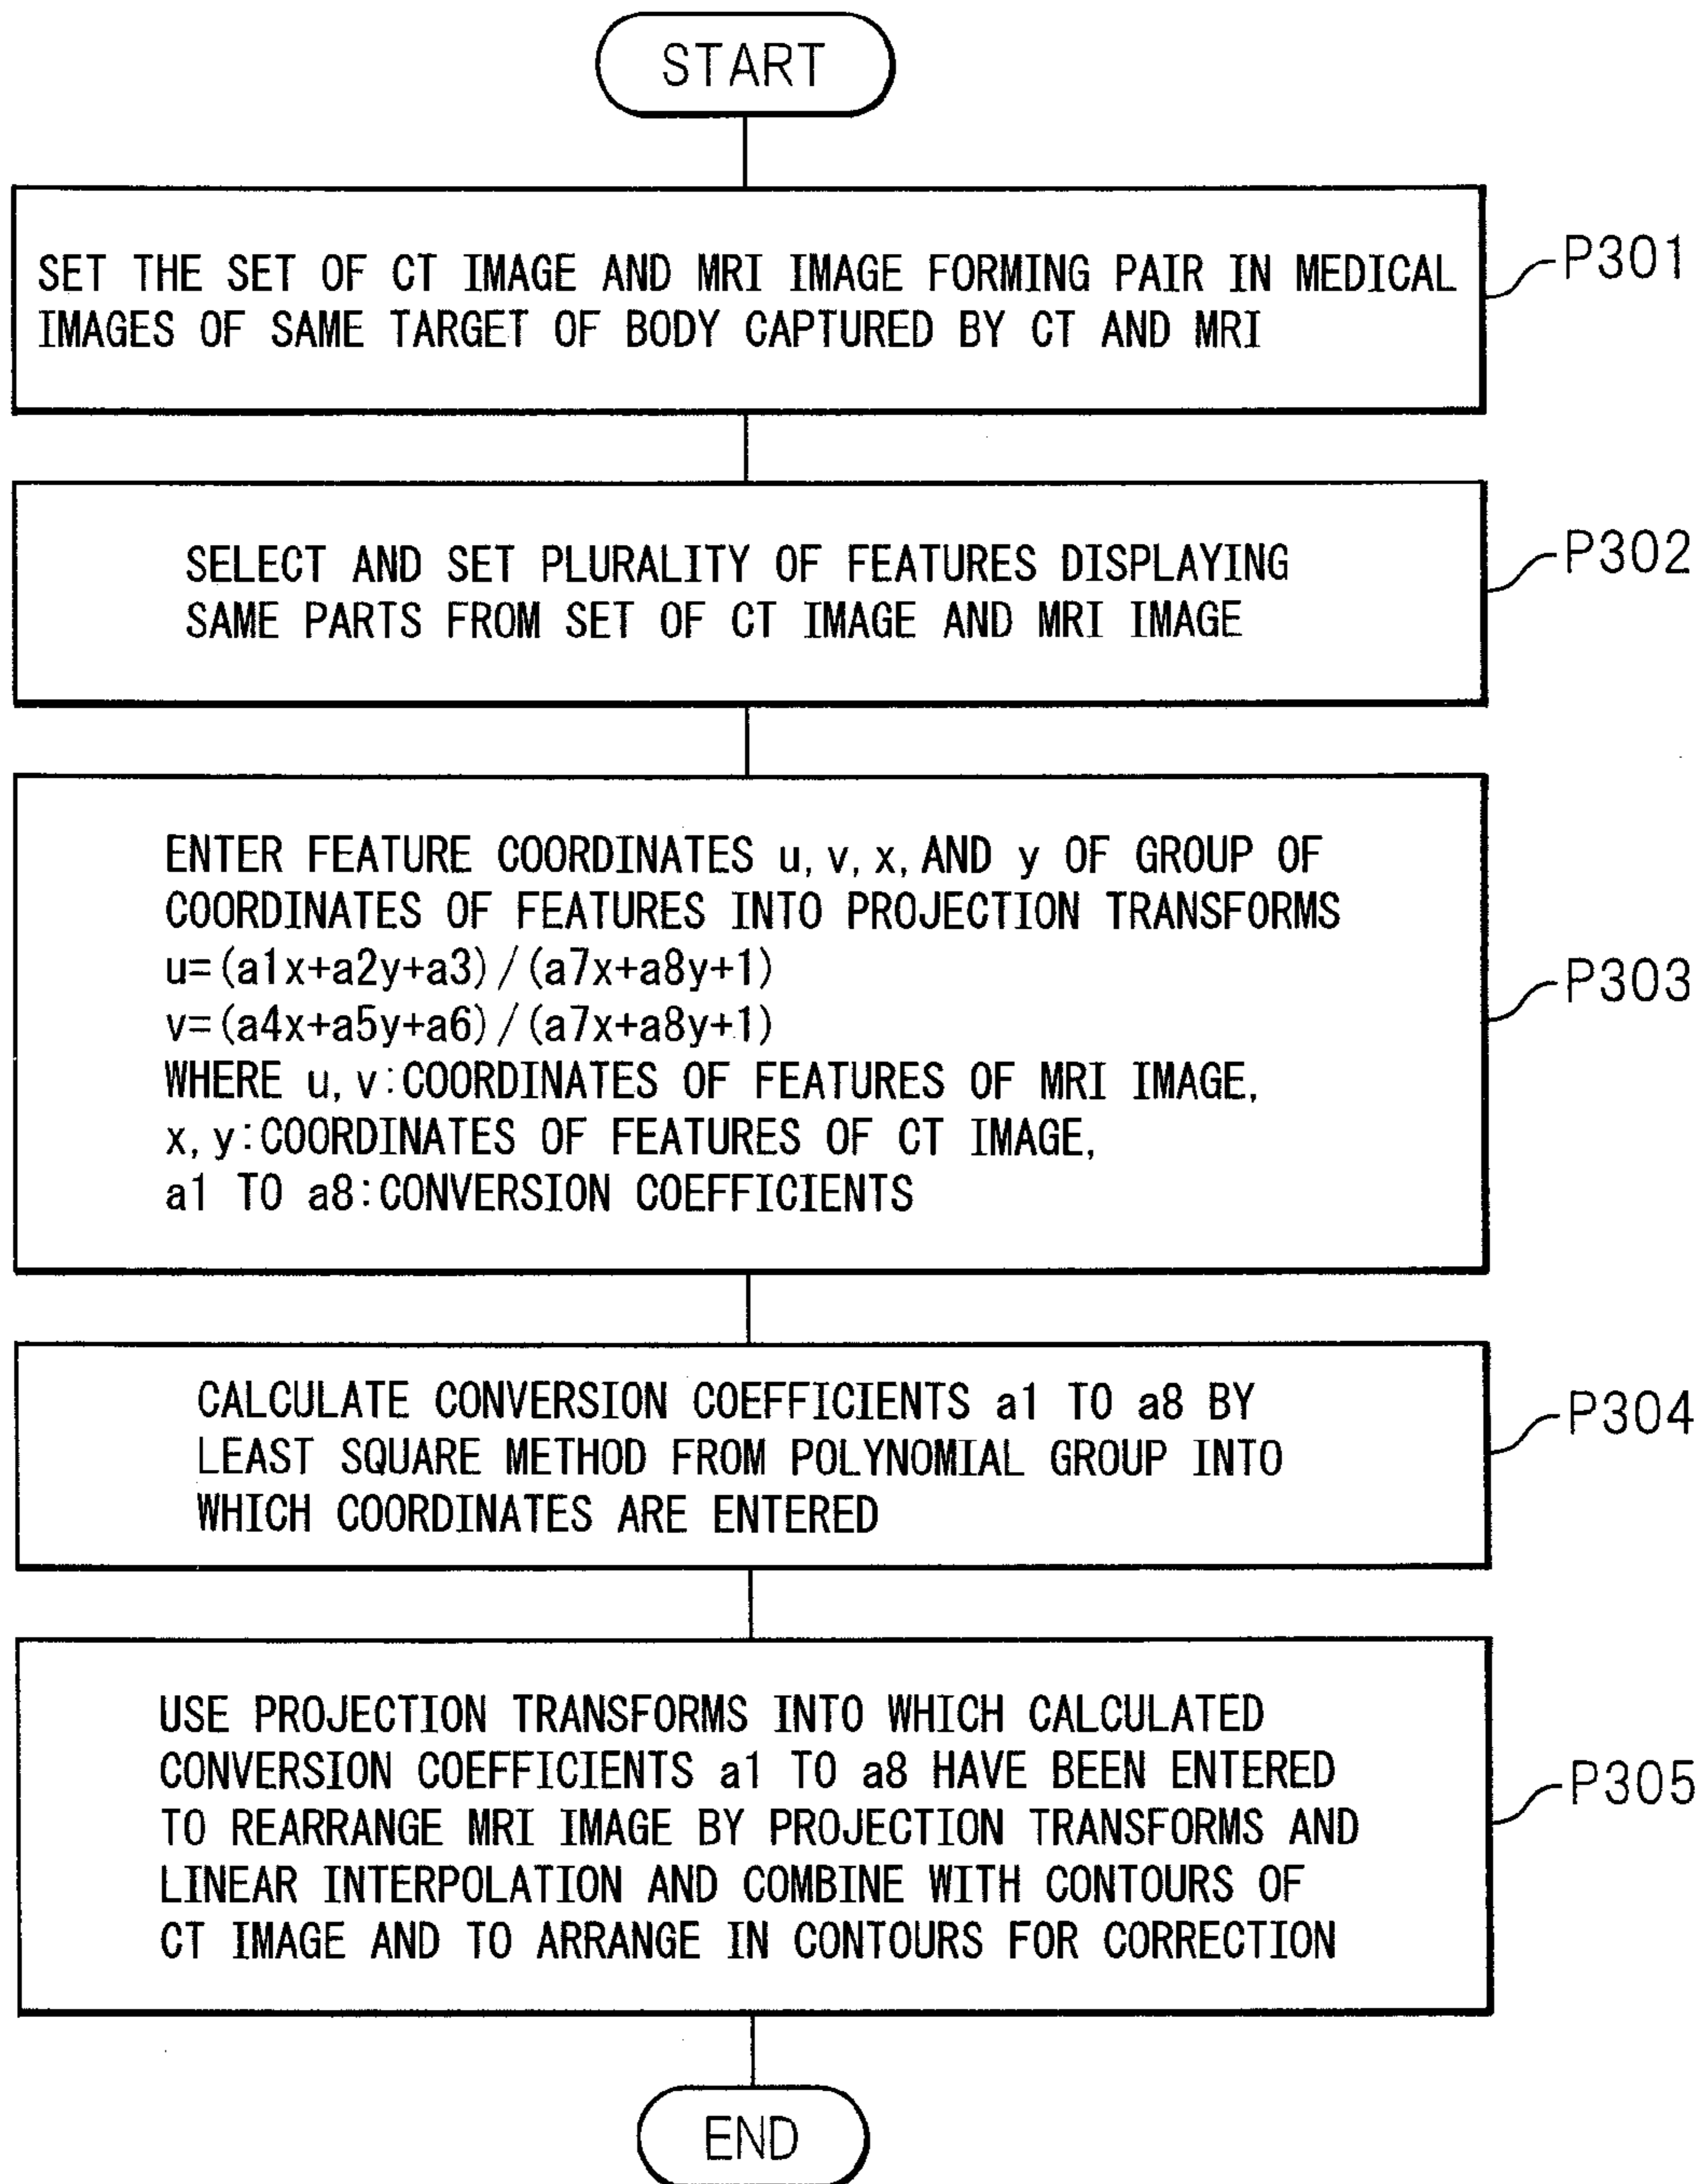 START
SET THE SET OF CT IMAGE AND MRI IMAGE FORMING PAIR IN MEDICAL
IMAGES OF SAME TARGET OF BODY CAPTURED BY CT AND MRI
P301
SELECT AND SET PLURALITY OF FEATURES DISPLAYING
SAME PARTS FROM SET OF CT IMAGE AND MRI IMAGE
P302
ENTER FEATURE COORDINATES u, v, x, AND y OF GROUP OF
COORDINATES OF FEATURES INTO PROJECTION TRANSFORMS
u=(a1x+a2y+a3)/(a7x+a8y+1)
v=(a4x+a5y+a6)/(a7x+a8y+1)
WHERE u, v:COORDINATES OF FEATURES OF MRI IMAGE,
x, y:COORDINATES OF FEATURES OF CT IMAGE,
a1 TO a8:CONVERSION COEFFICIENTS
P303
CALCULATE CONVERSION COEFFICIENTS a1 TO a8 BY
LEAST SQUARE METHOD FROM POLYNOMIAL GROUP INTO
WHICH COORDINATES ARE ENTERED
P304
USE PROJECTION TRANSFORMS INTO WHICH CALCULATED
CONVERSION COEFFICIENTS a1 TO a8 HAVE BEEN ENTERED
TO REARRANGE MRI IMAGE BY PROJECTION TRANSFORMS AND
LINEAR INTERPOLATION AND COMBINE WITH CONTOURS OF
CT IMAGE AND TO ARRANGE IN CONTOURS FOR CORRECTION
P305
END